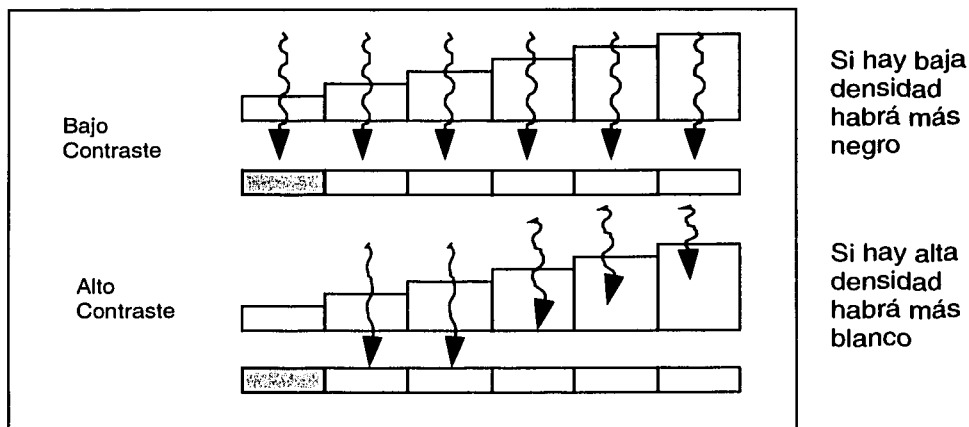 Bajo
Contraste
Si hay baja
densidad
habrá más
negro
Alto
Contraste
Si hay alta
densidad
habrá más
blanco